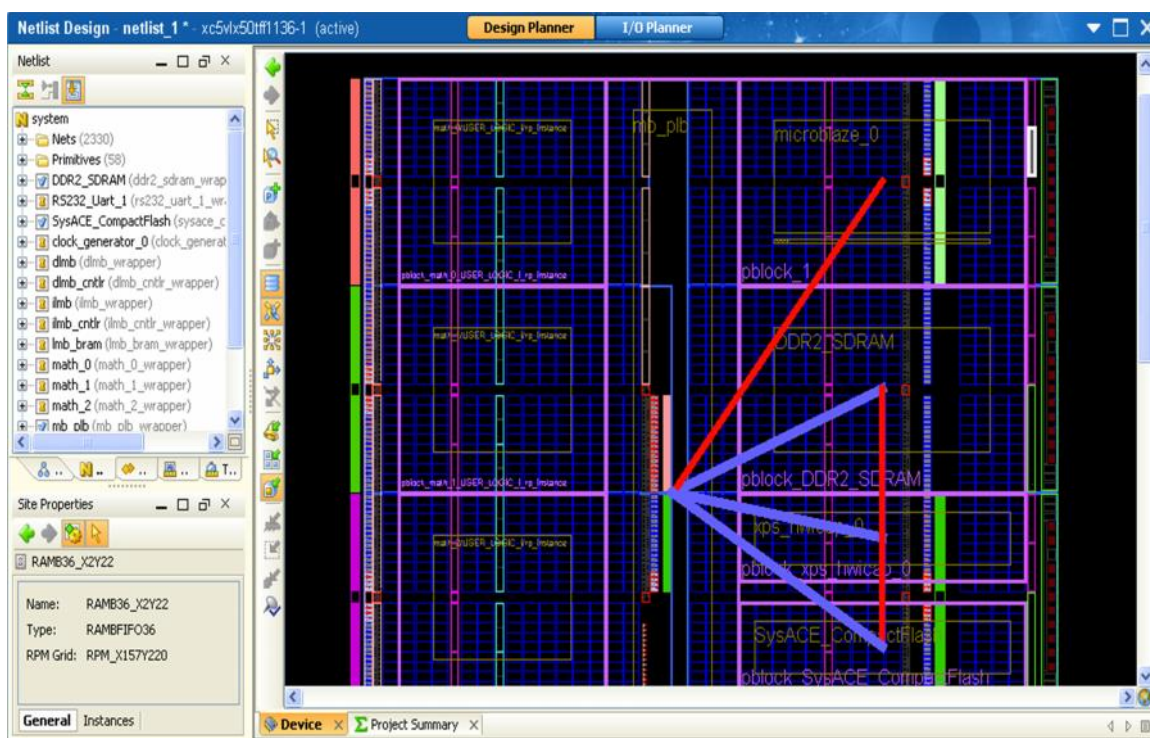 Netlist Design - netlist_1 * - xc5vlx50tff1136-1 (active)
Design Planner
I/O Planner
Netlist
system
Nets (2330)
Primitives (58)
DDR2_SDRAM (ddr2_sdram_wrap
RS232_Uart_1 (rs232_uart_1_wr
SysACE_CompactFlash (sysace_c
clock_generator_0 (clock_generat
dlmb (dlmb_wrapper)
dlmb_cntlr (dlmb_cntlr_wrapper)
ilmb (ilmb_wrapper)
ilmb_cntlr (ilmb_cntlr_wrapper)
lmb_bram (lmb_bram_wrapper)
math_0 (math_0_wrapper)
math_1 (math_1_wrapper)
math_2 (math_2_wrapper)
mb_plb (mb_plb_wrapper)
T..
Site Properties
RAMB36_X2Y22
Name: RAMB36_X2Y22
Type: RAMBFIFO36
RPM Grid: RPM_X157Y220
General Instances
mb_plb
microblaze_0
pblock_math_0_USER_LOGIC_I_rp_Instance
pblock_1
DDR2_SDRAM
pblock_math_1_USER_LOGIC_I_rp_Instance
pblock_DDR2_SDRAM
xps_hwicap_0
pblock_xps_hwicap_0
SysACE_CompactFlash
pblock_SysACE_CompactFlash
Device
Project Summary